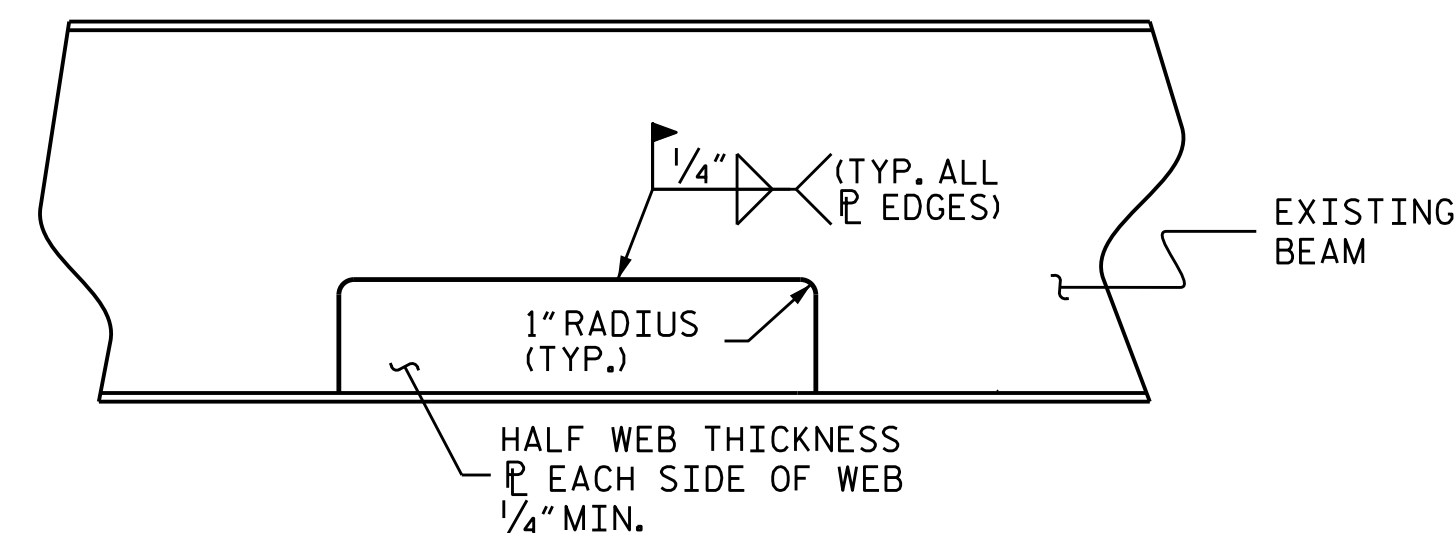 1/4" (TYP. ALL
℄ EDGES)
EXISTING
BEAM
1" RADIUS
(TYP.)
HALF WEB THICKNESS
PL EACH SIDE OF WEB
1/4" MIN.